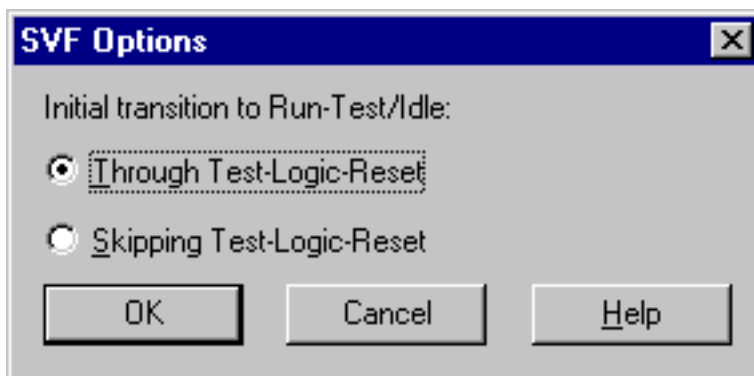 SVF Options
Initial transition to Run-Test/Idle:
Through Test-Logic-Reset
Skipping Test-Logic-Reset
OK Cancel Help